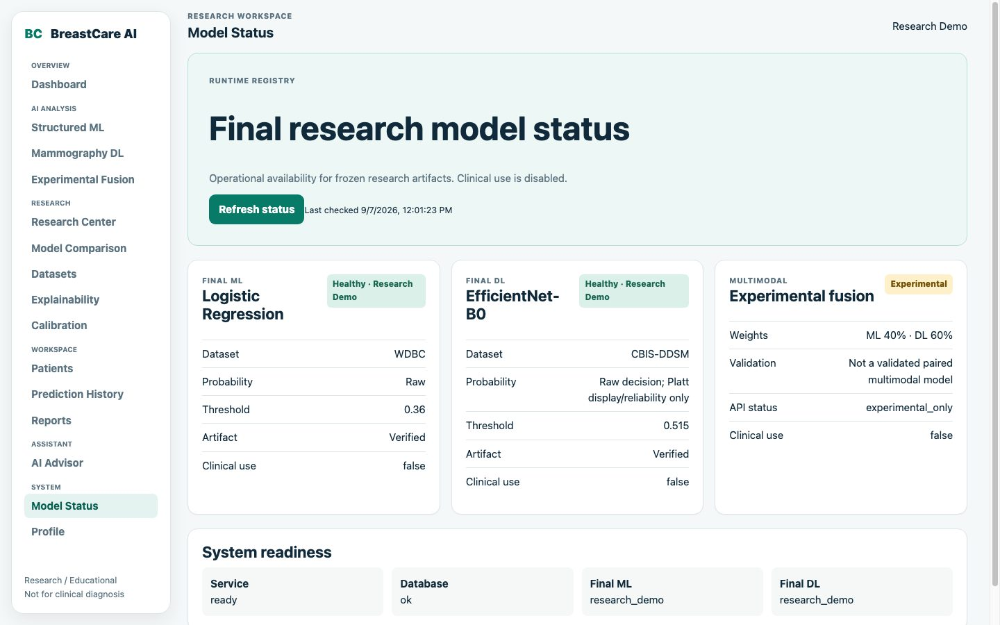 BC BreastCare AI
OVERVIEW
Dashboard
AI ANALYSIS
Structured ML
Mammography DL
Experimental Fusion
RESEARCH
Research Center
Model Comparison
Datasets
Explainability
Calibration
WORKSPACE
Patients
Prediction History
Reports
ASSISTANT
AI Advisor
SYSTEM
Model Status
Profile
Research / Educational
Not for clinical diagnosis
RESEARCH WORKSPACE
Model Status
Research Demo
RUNTIME REGISTRY
Final research model status
Operational availability for frozen research artifacts. Clinical use is disabled.
Refresh status Last checked 9/7/2026, 12:01:23 PM
FINAL ML
Logistic
Regression
Healthy · Research
Demo
Dataset WDBC
Probability Raw
Threshold 0.36
Artifact Verified
Clinical use false
FINAL DL
EfficientNet-
B0
Healthy · Research
Demo
Dataset CBIS-DDSM
Probability Raw decision; Platt
display/reliability only
Threshold 0.515
Artifact Verified
Clinical use false
MULTIMODAL
Experimental fusion
Experimental
Weights ML 40% · DL 60%
Validation Not a validated paired
multimodal model
API status experimental_only
Clinical use false
System readiness
Service
ready
Database
ok
Final ML
research_demo
Final DL
research_demo